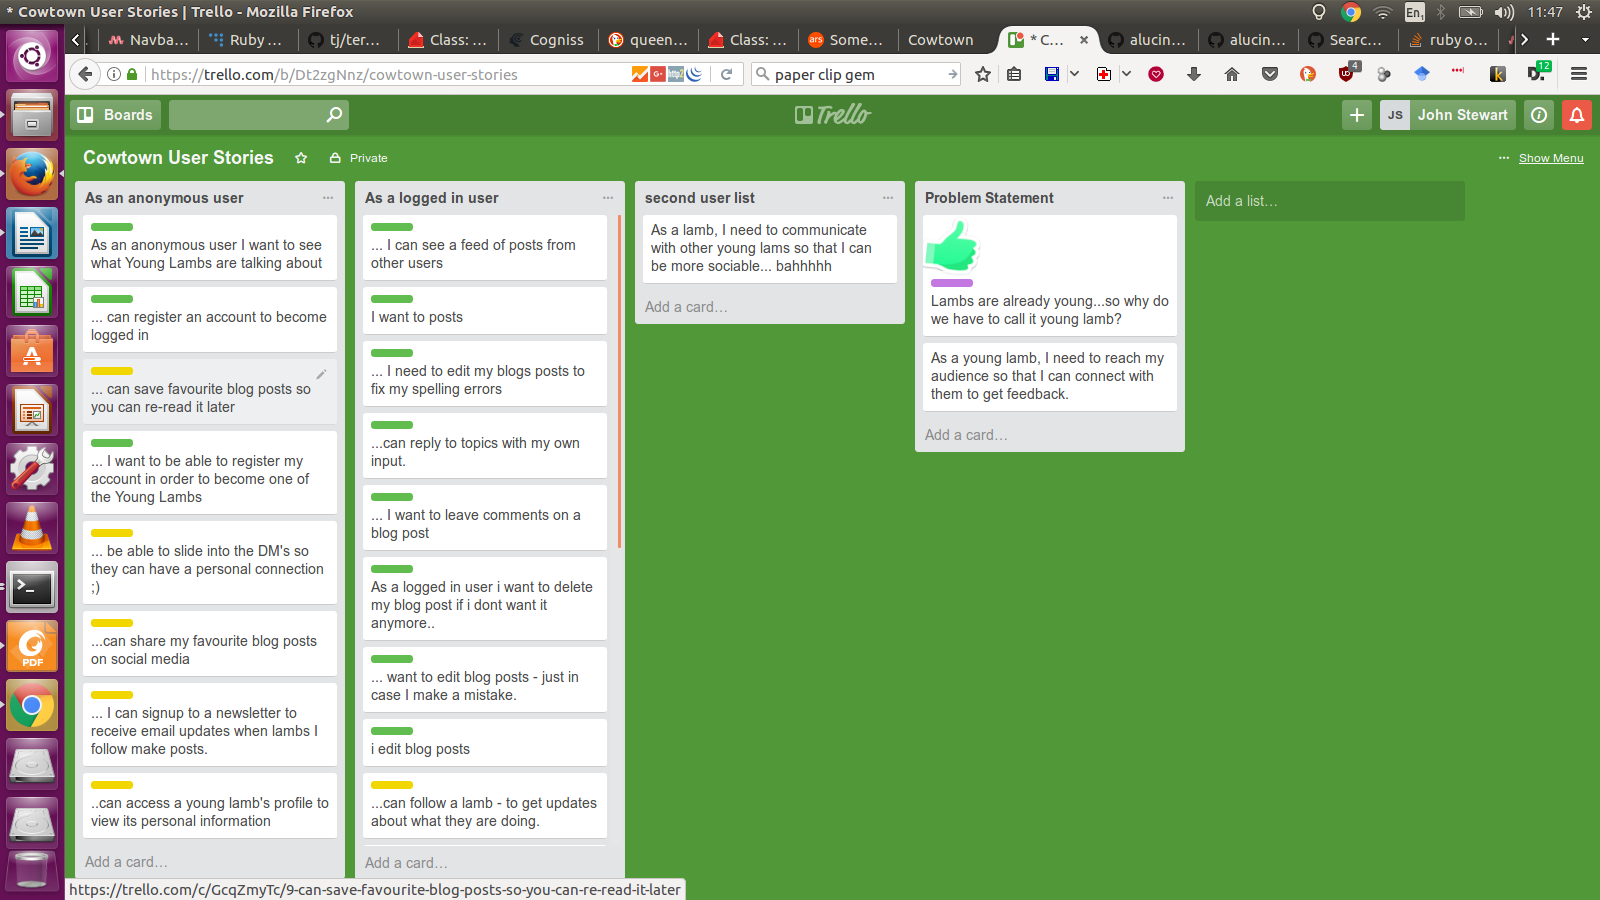 * Cowtown User Stories | Trello - Mozilla Firefox
En1
11:47
Navba...
Ruby ...
tj/ter...
Class: ...
Cogniss
queen...
Class: ...
ars
Some...
Cowtown
* C...
alucin...
alucin...
Searc...
ruby o...
https://trello.com/b/Dt2zgNnz/cowtown-user-stories
http2
paper clip gem
4
12
Boards
Trello
JS
John Stewart
Cowtown User Stories
Private
... Show Menu
As an anonymous user
As an anonymous user I want to see
what Young Lambs are talking about
... can register an account to become
logged in
... can save favourite blog posts so
you can re-read it later
... I want to be able to register my
account in order to become one of
the Young Lambs
... be able to slide into the DM's so
they can have a personal connection
;)
...can share my favourite blog posts
on social media
... I can signup to a newsletter to
receive email updates when lambs I
follow make posts.
..can access a young lamb's profile to
view its personal information
Add a card...
As a logged in user
... I can see a feed of posts from
other users
I want to posts
... I need to edit my blogs posts to
fix my spelling errors
...can reply to topics with my own
input.
... I want to leave comments on a
blog post
As a logged in user i want to delete
my blog post if i dont want it
anymore..
... want to edit blog posts - just in
case I make a mistake.
i edit blog posts
...can follow a lamb - to get updates
about what they are doing.
Add a card...
second user list
As a lamb, I need to communicate
with other young lams so that I can
be more sociable... bahhhhh
Add a card...
Problem Statement
Lambs are already young...so why do
we have to call it young lamb?
As a young lamb, I need to reach my
audience so that I can connect with
them to get feedback.
Add a card...
Add a list...
PDF
https://trello.com/c/GcqZmyTc/9-can-save-favourite-blog-posts-so-you-can-re-read-it-later